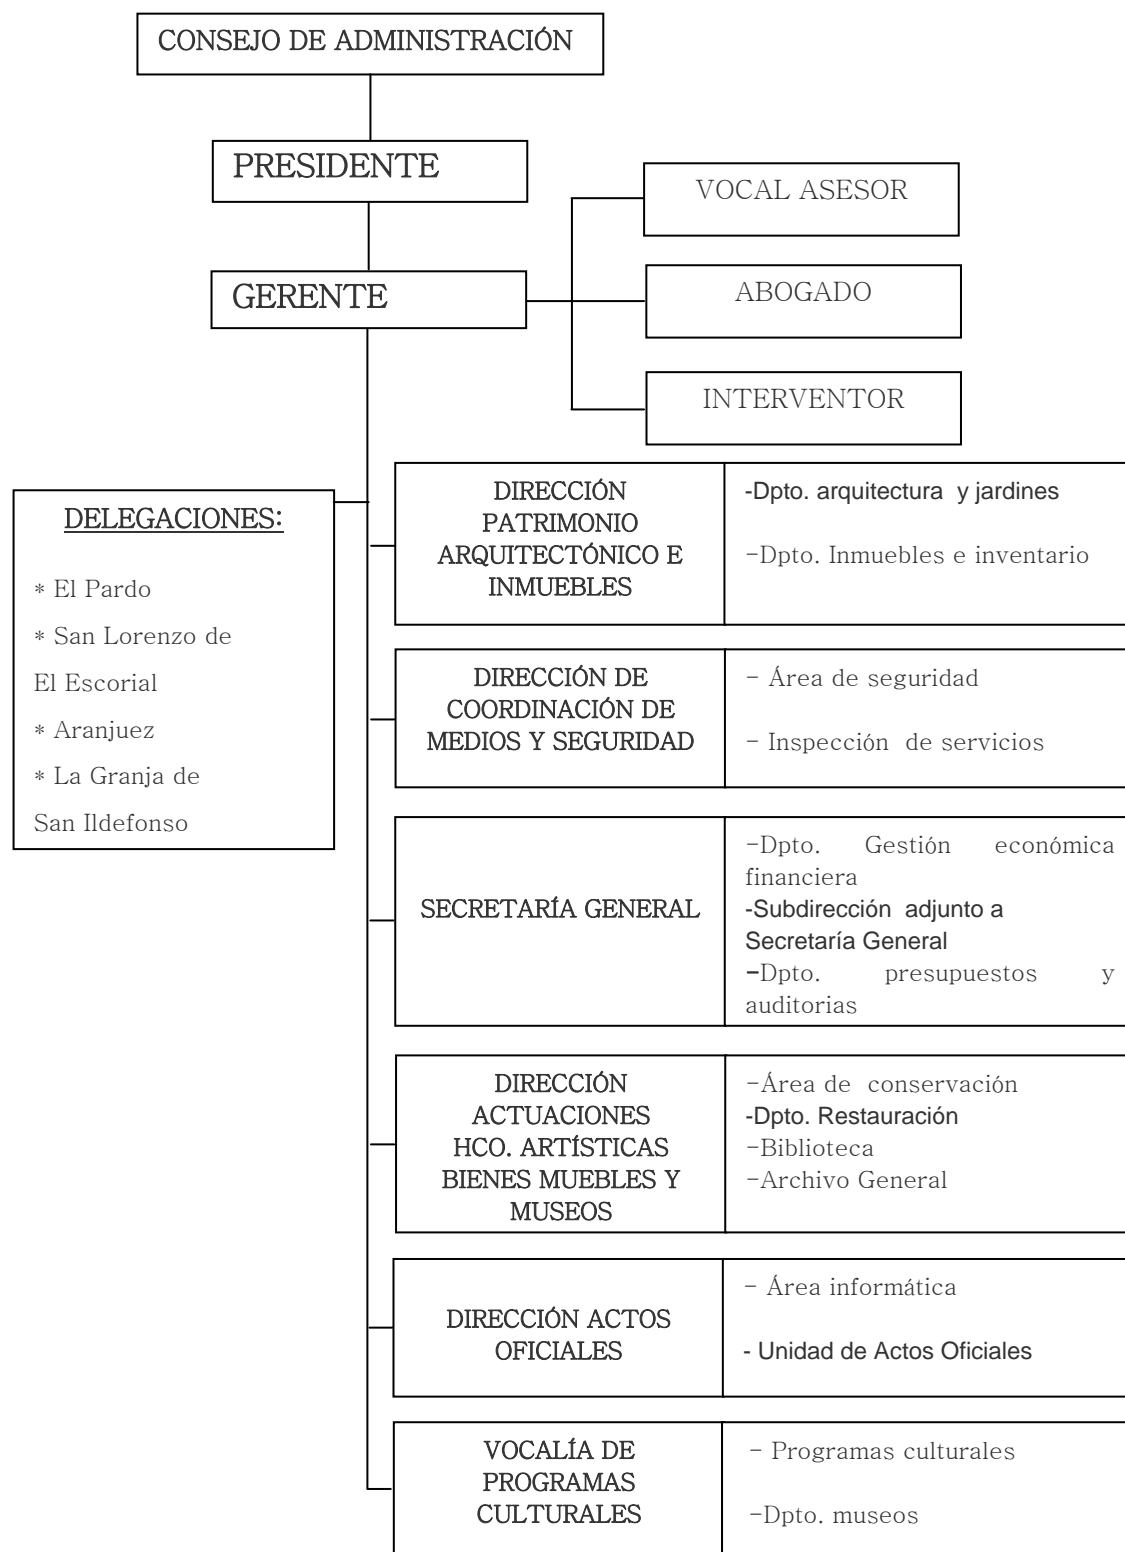 CONSEJO DE ADMINISTRACIÓN
PRESIDENTE
VOCAL ASESOR
GERENTE
ABOGADO
INTERVENTOR
DELEGACIONES:
* El Pardo
* San Lorenzo de
El Escorial
* Aranjuez
* La Granja de
San Ildefonso
DIRECCIÓN
PATRIMONIO
ARQUITECTÓNICO E
INMUEBLES
-Dpto. arquitectura y jardines
-Dpto. Inmuebles e inventario
DIRECCIÓN DE
COORDINACIÓN DE
MEDIOS Y SEGURIDAD
- Área de seguridad
- Inspección de servicios
SECRETARÍA GENERAL
-Dpto. Gestión económica
financiera
-Subdirección adjunto a
Secretaría General
-Dpto. presupuestos y
auditorias
DIRECCIÓN
ACTUACIONES
HCO. ARTÍSTICAS
BIENES MUEBLES Y
MUSEOS
-Área de conservación
-Dpto. Restauración
-Biblioteca
-Archivo General
DIRECCIÓN ACTOS
OFICIALES
- Área informática
- Unidad de Actos Oficiales
VOCALÍA DE
PROGRAMAS
CULTURALES
- Programas culturales
-Dpto. museos